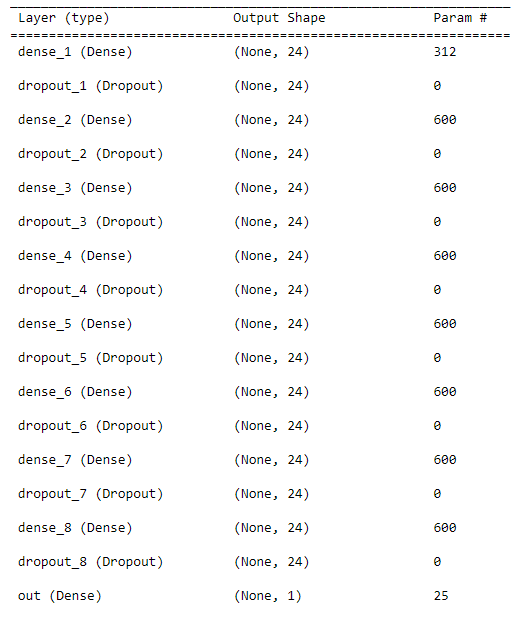 Layer (type) Output Shape Param #
dense_1 (Dense) (None, 24) 312
dropout_1 (Dropout) (None, 24) 0
dense_2 (Dense) (None, 24) 600
dropout_2 (Dropout) (None, 24) 0
dense_3 (Dense) (None, 24) 600
dropout_3 (Dropout) (None, 24) 0
dense_4 (Dense) (None, 24) 600
dropout_4 (Dropout) (None, 24) 0
dense_5 (Dense) (None, 24) 600
dropout_5 (Dropout) (None, 24) 0
dense_6 (Dense) (None, 24) 600
dropout_6 (Dropout) (None, 24) 0
dense_7 (Dense) (None, 24) 600
dropout_7 (Dropout) (None, 24) 0
dense_8 (Dense) (None, 24) 600
dropout_8 (Dropout) (None, 24) 0
out (Dense) (None, 1) 25